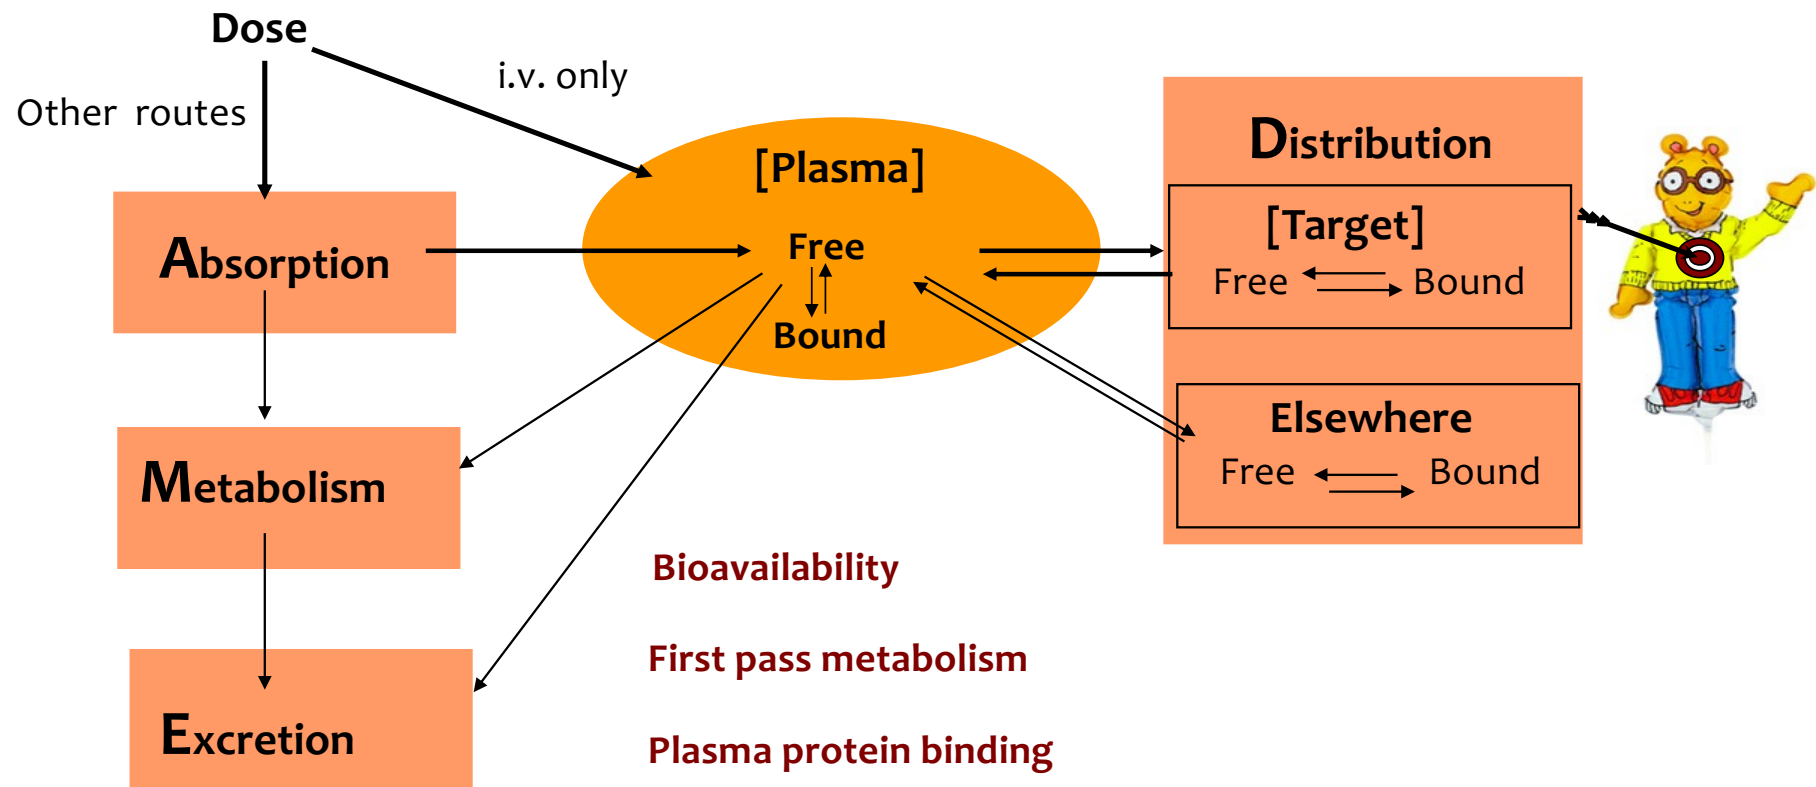 Dose
i.v. only
Other routes
Absorption
Metabolism
Excretion
[Plasma]
Free
Bound
Distribution
[Target]
Free Bound
Elsewhere
Free Bound
Bioavailability
First pass metabolism
Plasma protein binding